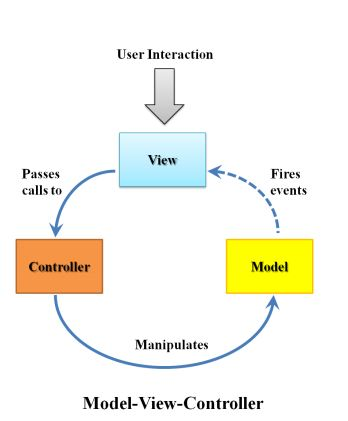 User Interaction
View
Passes
calls to
Fires
events
Controller
Model
Manipulates
Model-View-Controller